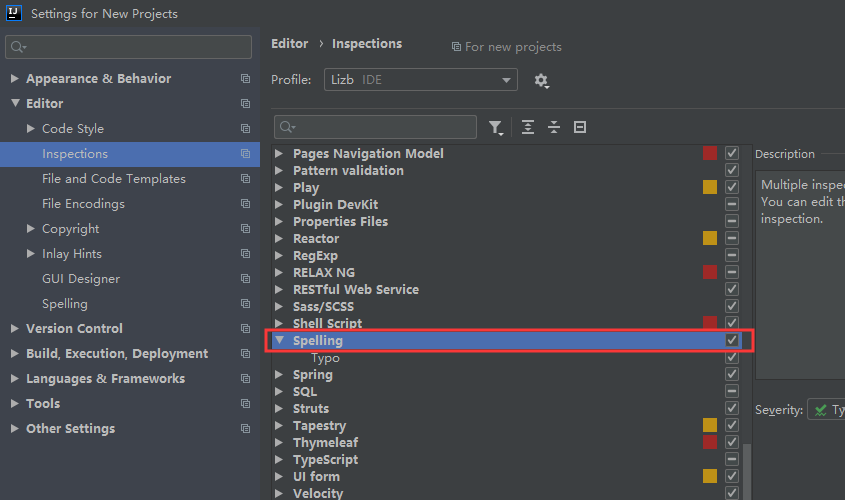 IJ
Settings for New Projects
Appearance & Behavior
Editor
Code Style
Inspections
File and Code Templates
File Encodings
Copyright
Inlay Hints
GUI Designer
Spelling
Version Control
Build, Execution, Deployment
Languages & Frameworks
Tools
Other Settings
Editor › Inspections
For new projects
Profile: Lizb IDE
Pages Navigation Model
Pattern validation
Play
Plugin DevKit
Properties Files
Reactor
RegExp
RELAX NG
RESTful Web Service
Sass/SCSS
Shell Script
Spelling
Typo
Spring
SQL
Struts
Tapestry
Thymeleaf
TypeScript
UI form
Velocity
Description
Multiple inspe
You can edit th
inspection.
Severity: Ty